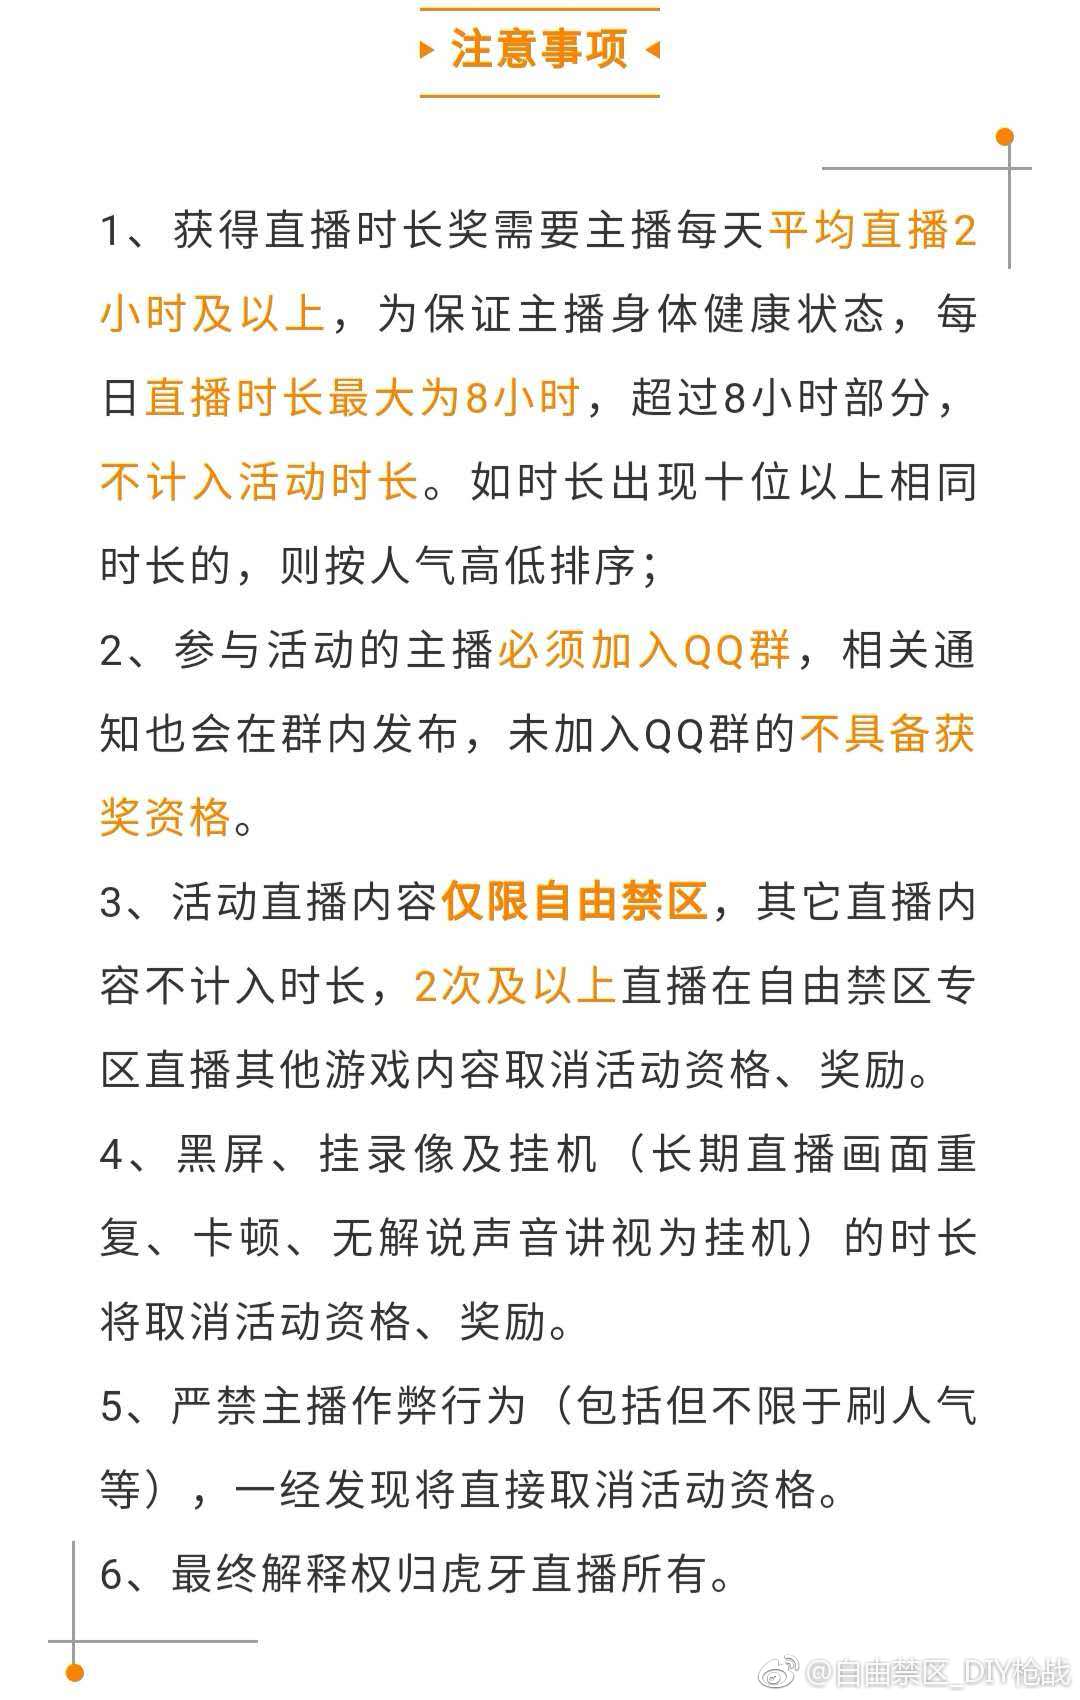 注意事项
1、获得直播时长奖需要主播每天平均直播2
小时及以上，为保证主播身体健康状态，每
日直播时长最大为8小时，超过8小时部分，
不计入活动时长。如时长出现十位以上相同
时长的，则按人气高低排序；
2、参与活动的主播必须加入QQ群，相关通
知也会在群内发布，未加入QQ群的不具备获
奖资格。
3、活动直播内容仅限自由禁区，其它直播内
容不计入时长，2次及以上直播在自由禁区专
区直播其他游戏内容取消活动资格、奖励。
4、黑屏、挂录像及挂机（长期直播画面重
复、卡顿、无解说声音讲视为挂机）的时长
将取消活动资格、奖励。
5、严禁主播作弊行为（包括但不限于刷人气
等），一经发现将直接取消活动资格。
6、最终解释权归虎牙直播所有。
@自由禁区_DIY枪战